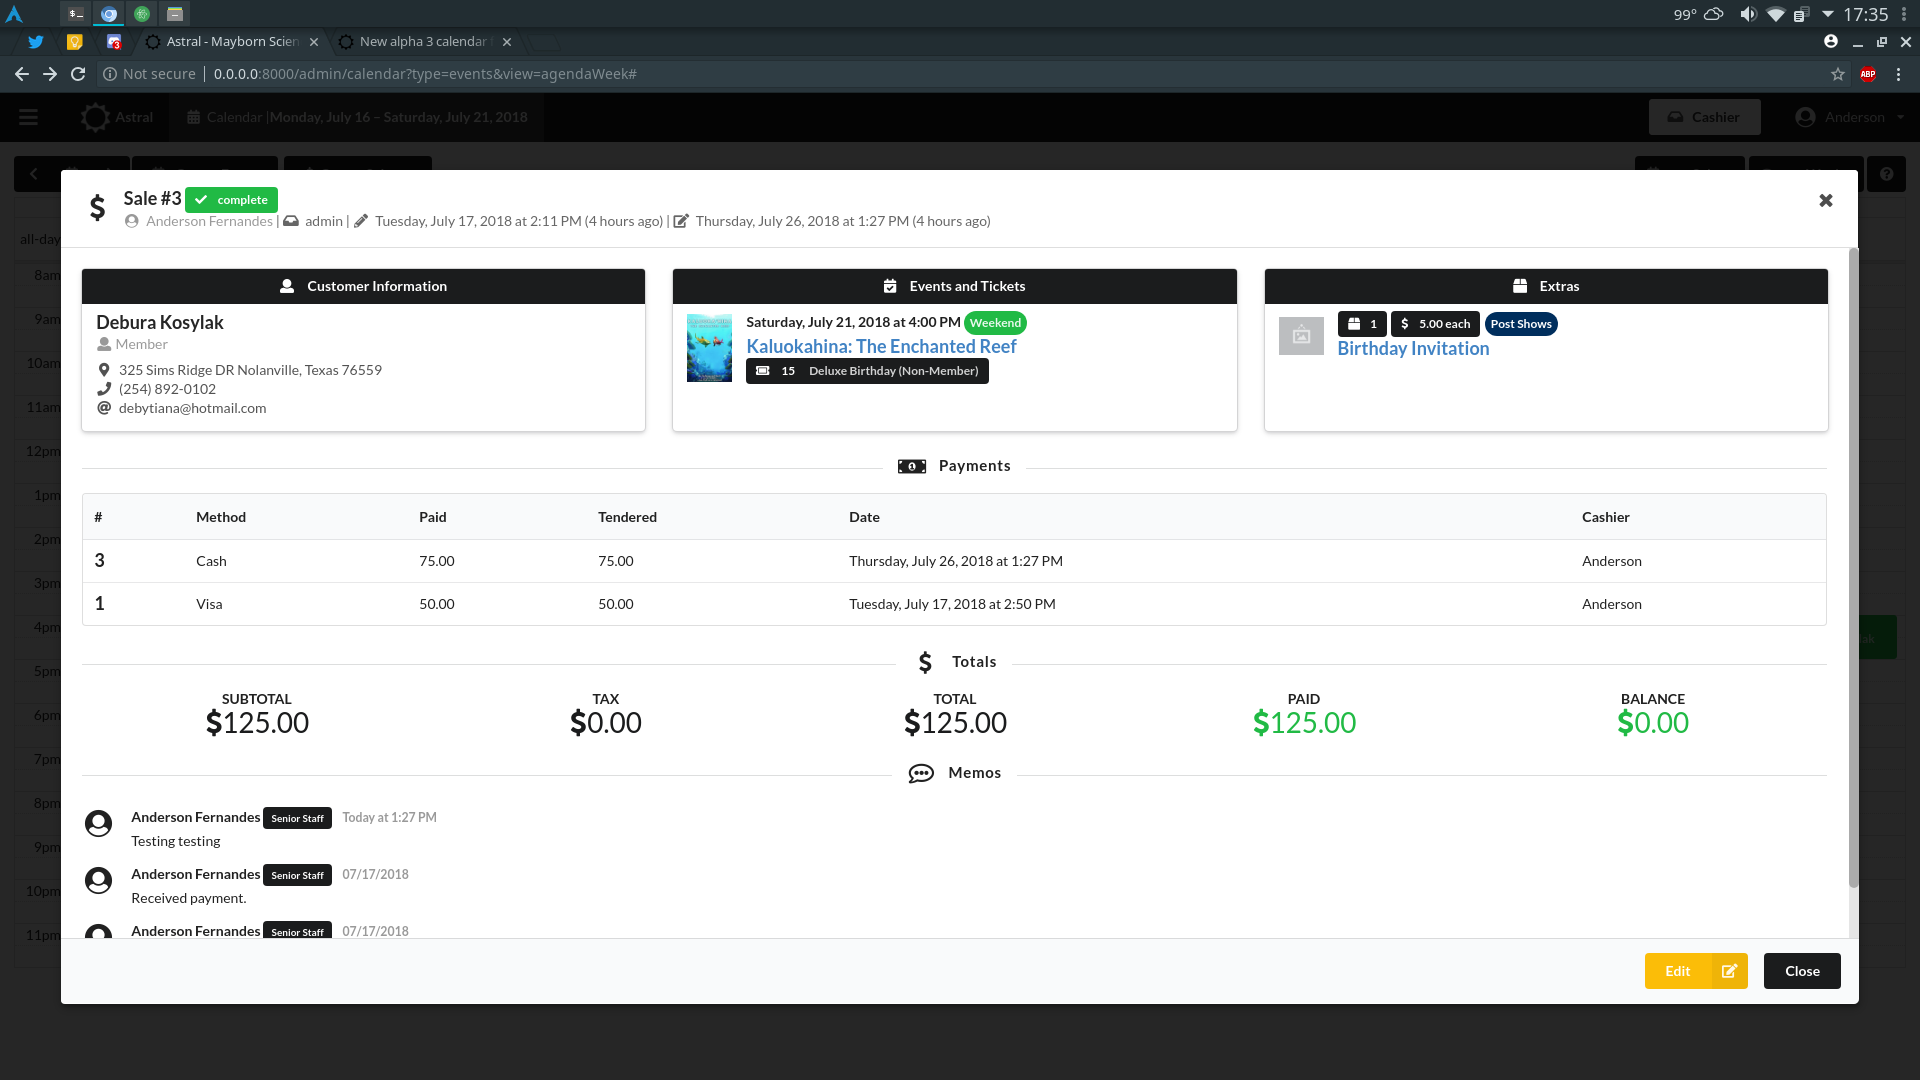 99°
17:35
3
Astral - Mayborn Scien
New alpha 3 calendar
Not secure
0.0.0.0:8000/admin/calendar?type=events&view=agendaWeek#
ABP
Astral
Calendar | Monday, July 16 – Saturday, July 21, 2018
Cashier
Anderson
Sale #3 complete
Anderson Fernandes | admin | Tuesday, July 17, 2018 at 2:11 PM (4 hours ago) | Thursday, July 26, 2018 at 1:27 PM (4 hours ago)
all-day
8am
9am
10am
11am
12pm
1pm
2pm
3pm
4pm
5pm
6pm
7pm
8pm
9pm
10pm
11pm
Customer Information
Debura Kosylak
Member
325 Sims Ridge DR Nolanville, Texas 76559
(254) 892-0102
debytiana@hotmail.com
Events and Tickets
Saturday, July 21, 2018 at 4:00 PM Weekend
Kaluokahina: The Enchanted Reef
15 Deluxe Birthday (Non-Member)
Extras
1 $ 5.00 each Post Shows
Birthday Invitation
Payments
# Method Paid Tendered Date Cashier
3 Cash 75.00 75.00 Thursday, July 26, 2018 at 1:27 PM Anderson
1 Visa 50.00 50.00 Tuesday, July 17, 2018 at 2:50 PM Anderson
$ Totals
SUBTOTAL TAX TOTAL PAID BALANCE
$125.00 $0.00 $125.00 $125.00 $0.00
Memos
Anderson Fernandes Senior Staff Today at 1:27 PM
Testing testing
Anderson Fernandes Senior Staff 07/17/2018
Received payment.
Anderson Fernandes Senior Staff 07/17/2018
Edit
Close